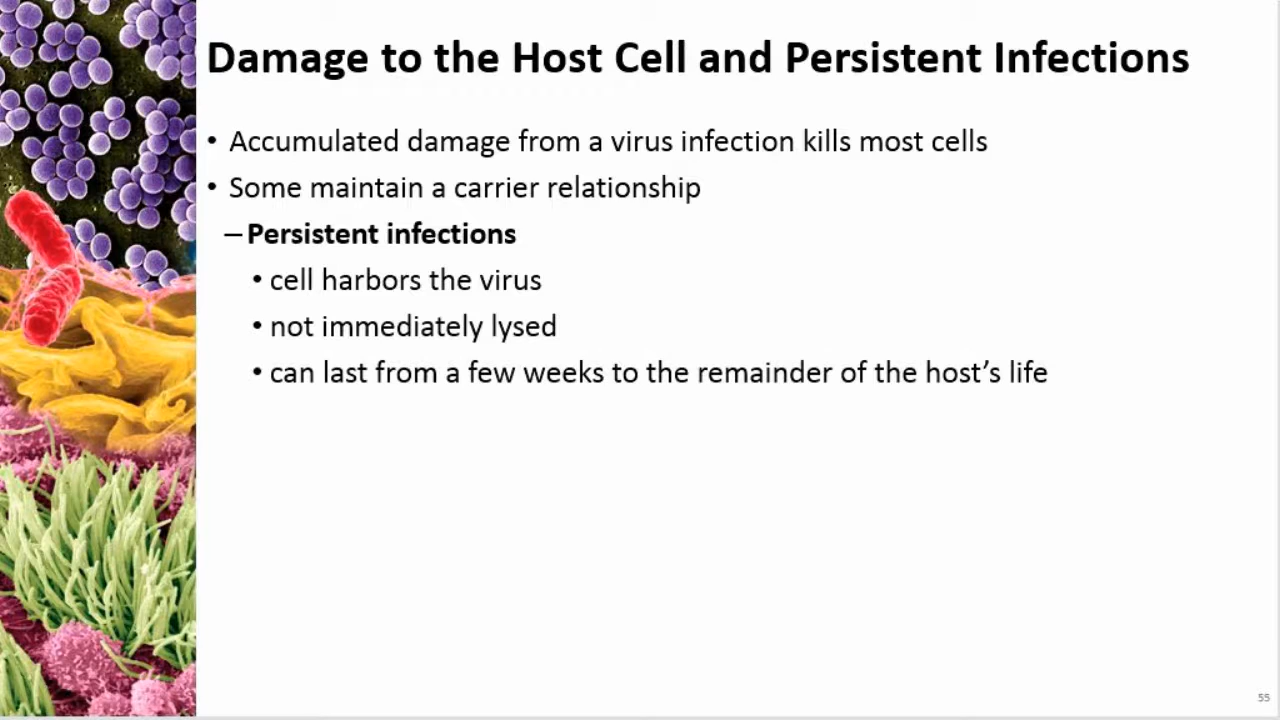 Damage to the Host Cell and Persistent Infections
• Accumulated damage from a virus infection kills most cells
• Some maintain a carrier relationship
– Persistent infections
• cell harbors the virus
• not immediately lysed
• can last from a few weeks to the remainder of the host’s life
55